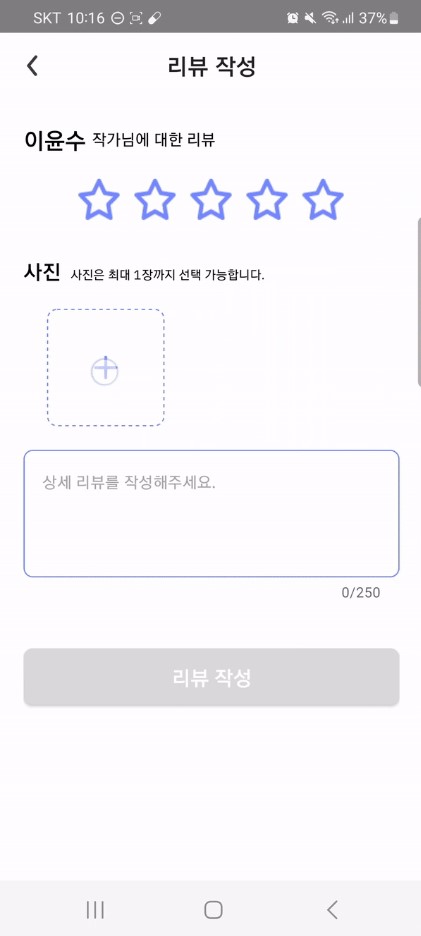 SKT 10:16 37%
리뷰 작성
이윤수 작가님에 대한 리뷰
사진 사진은 최대 1장까지 선택 가능합니다.
상세 리뷰를 작성해주세요.
0/250
리뷰 작성